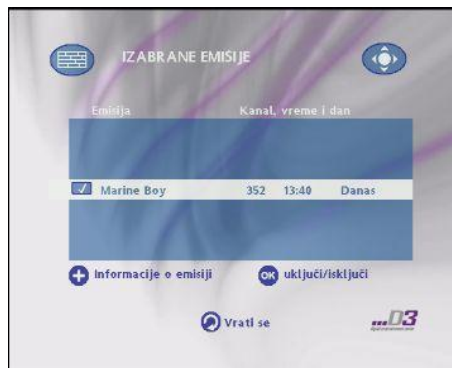 IZABRANE EMISIJE
Emisija Kanal, vreme i dan
Marine Boy 352 13:40 Danas
Informacije o emisiji OK uključi/isključi
Vrati se ...D3